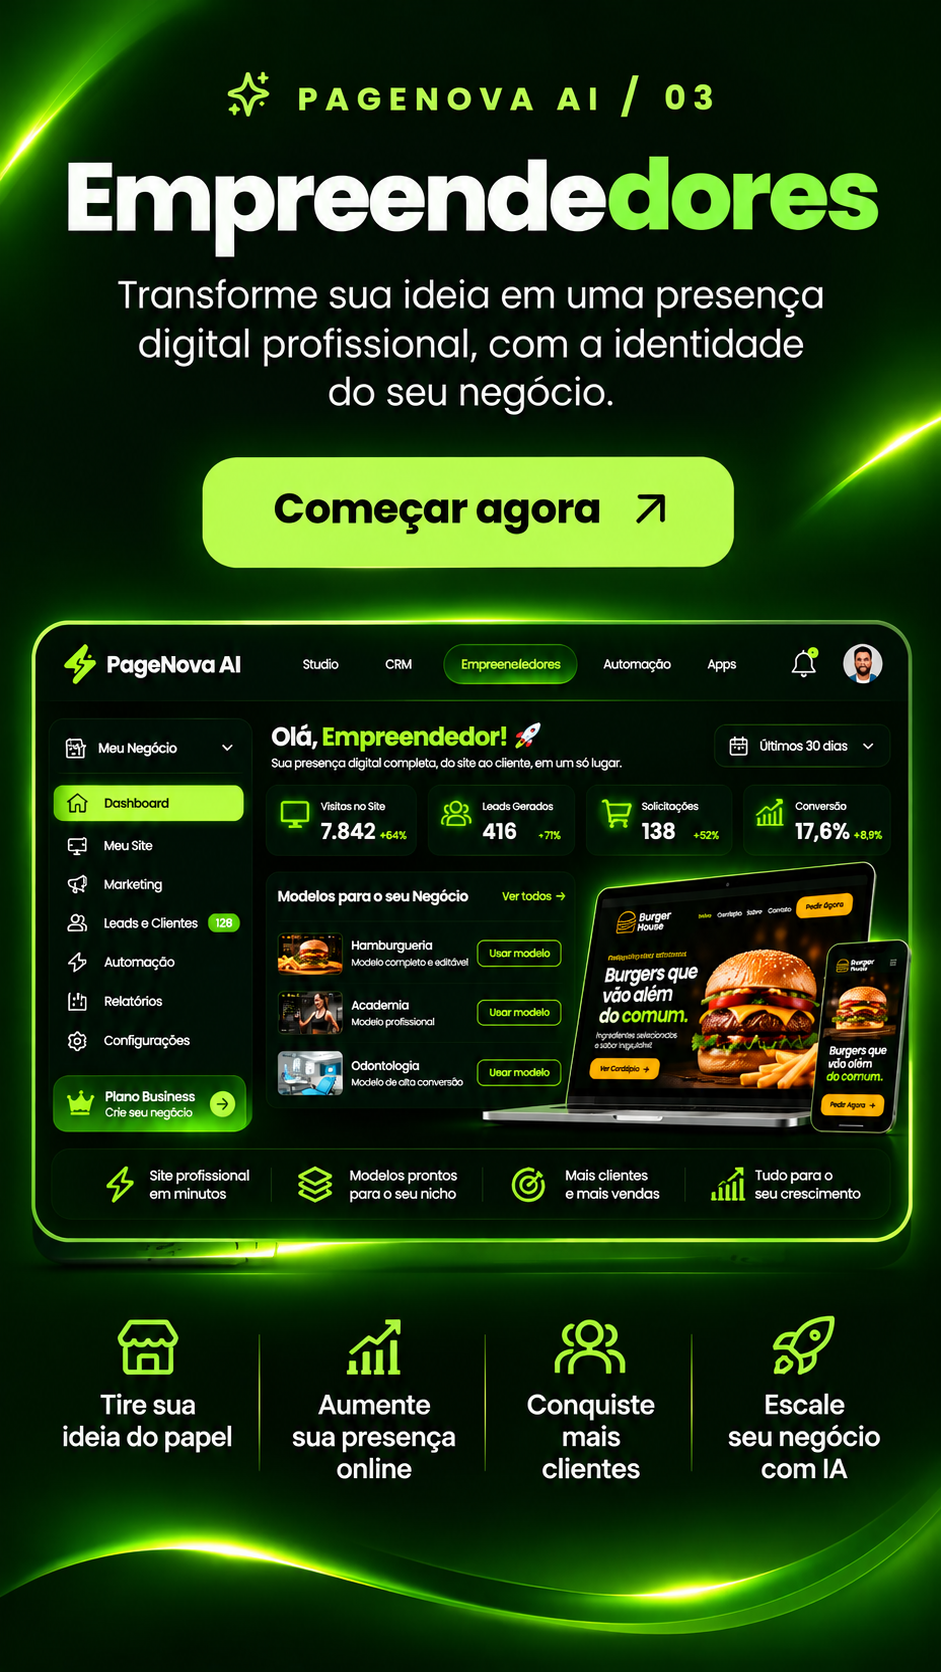 PAGENOVA AI / 03
Empreendedores
Transforme sua ideia em uma presença
digital profissional, com a identidade
do seu negócio.
Começar agora
PageNova AI
Studio
CRM
Automação
Apps
Meu Negócio
Olá, Empreendedor! 🚀
Sua presença digital completa, do site ao cliente, em um só lugar.
Últimos 30 dias
Dashboard
Meu Site
Marketing
Leads e Clientes 128
Automação
Relatórios
Configurações
Plano Business
Crie seu negócio
Visitas no Site
7.842 +64%
Leads Gerados
416 +71%
Solicitações
138 +52%
Conversão
17,6% +8,9%
Modelos para o seu Negócio
Ver todos →
Hamburgueria
Modelo completo e editável
Usar modelo
Academia
Modelo profissional
Usar modelo
Odontologia
Modelo de alta conversão
Usar modelo
Burger
House
Sobre
Contato
Burgers que
vão além
do comum.
Ver Cardápio →
Burgers que
vão além
do comum.
Pedir Agora →
Site profissional
em minutos
Modelos prontos
para o seu nicho
Mais clientes
e mais vendas
Tudo para o
seu crescimento
Tire sua
ideia do papel
Aumente
sua presença
online
Conquiste
mais
clientes
Escale
seu negócio
com IA